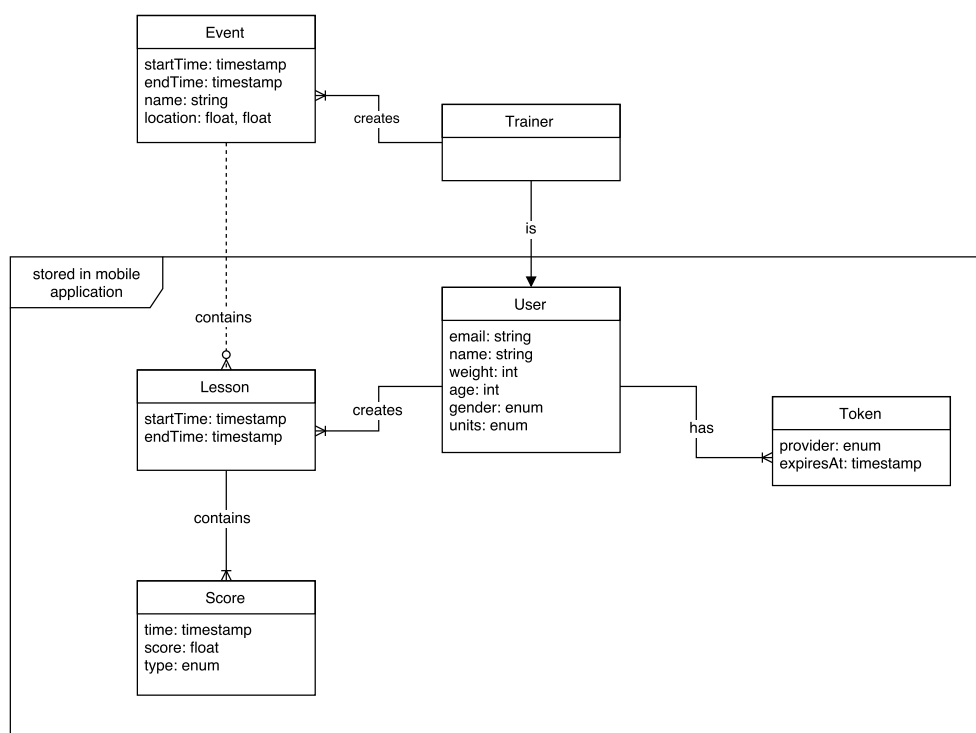 Event
startTime: timestamp
endTime: timestamp
name: string
location: float, float
creates
Trainer
is
stored in mobile
application
contains
User
email: string
name: string
weight: int
age: int
gender: enum
units: enum
Lesson
startTime: timestamp
endTime: timestamp
creates
has
Token
provider: enum
expiresAt: timestamp
contains
Score
time: timestamp
score: float
type: enum